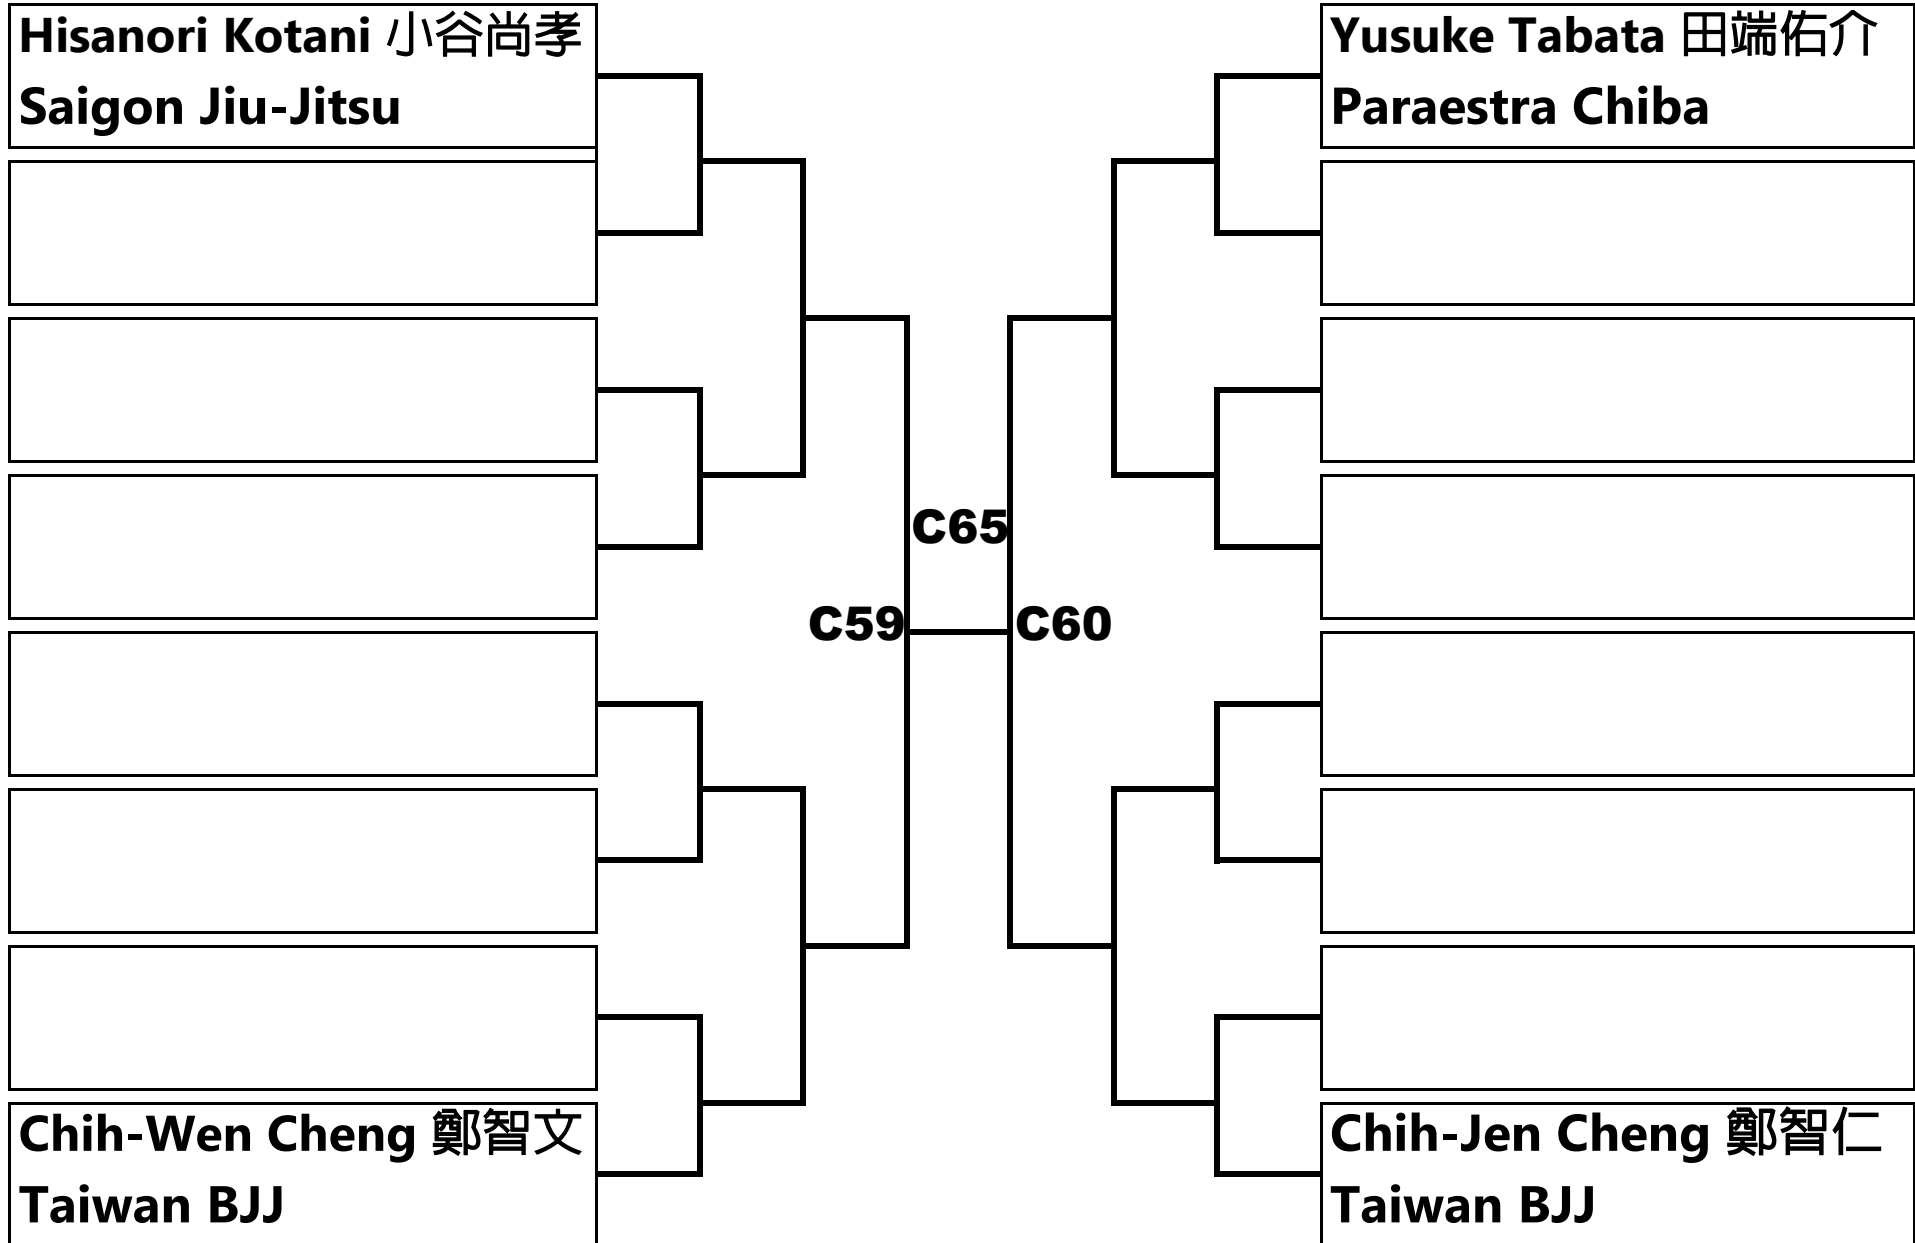 Hisanori Kotani 小谷尚孝
Saigon Jiu-Jitsu
Yusuke Tabata 田端佑介
Paraestra Chiba
C65
C59
C60
Chih-Wen Cheng 鄭智文
Taiwan BJJ
Chih-Jen Cheng 鄭智仁
Taiwan BJJ